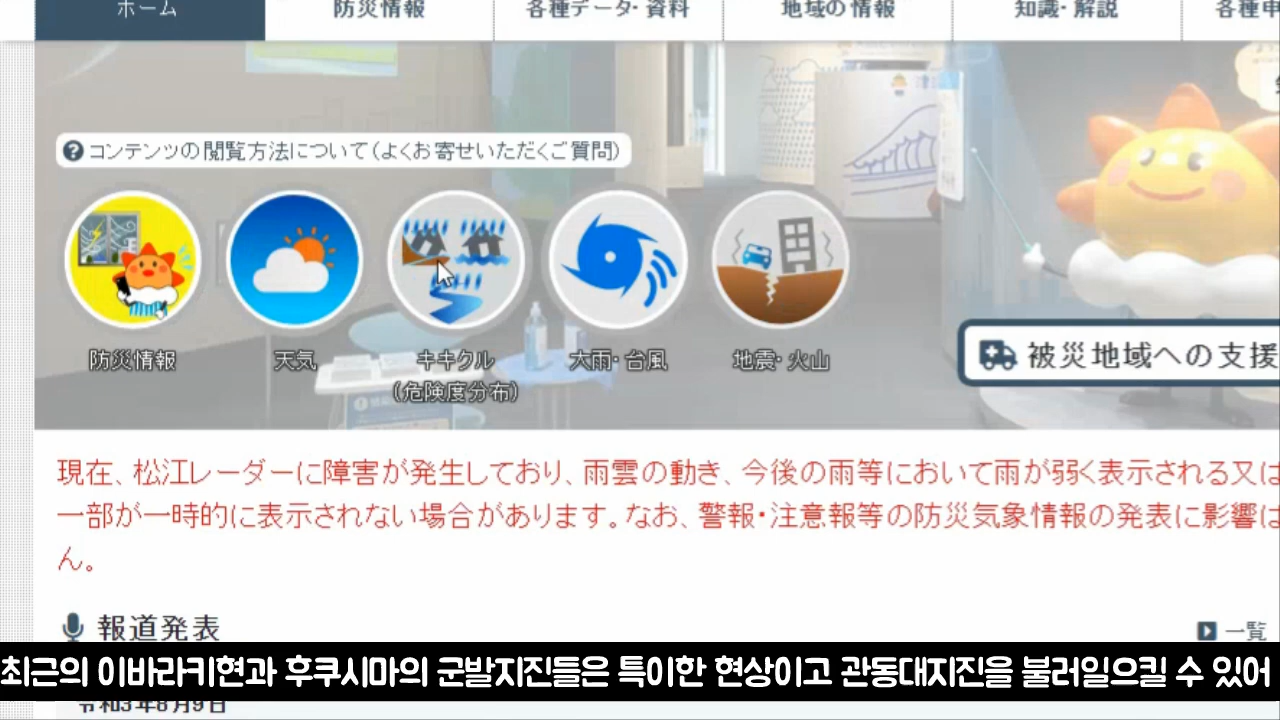 ホーム
防災情報
各種データ・資料
地域の情報
知識・解説
各種申
コンテンツの閲覧方法について(よくお寄せいただくご質問)
防災情報
天気
キキクル
(危険度分布)
大雨・台風
地震・火山
被災地域への支援
現在、松江レーダーに障害が発生しており、雨雲の動き、今後の雨等において雨が弱く表示される又は
一部が一時的に表示されない場合があります。なお、警報・注意報等の防災気象情報の発表に影響は
ん。
報道発表
一覧
최근의 이바라키현과 후쿠시마의 군발지진들은 특이한 현상이고 관동대지진을 불러일으킬 수 있어
令和3年8月9日